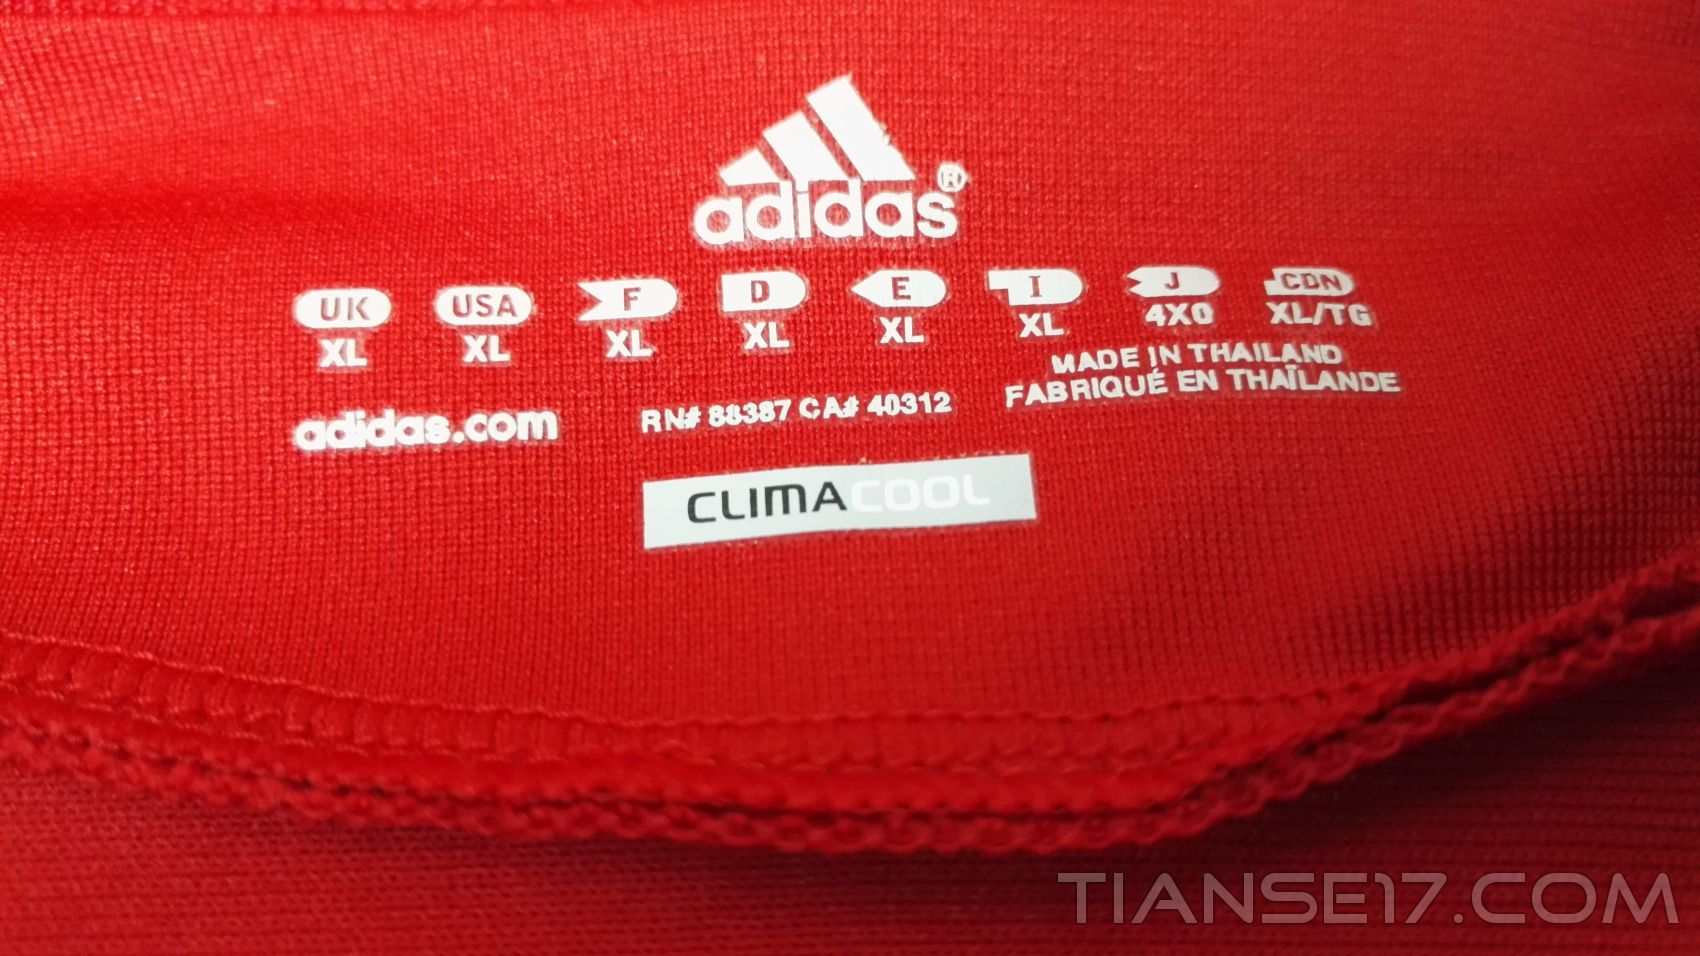 adidas®
UK USA F D E I J CDN
XL XL XL XL XL XL 4XO XL/TG
MADE IN THAILAND
FABRIQUÉ EN THAÏLANDE
adidas.com
RN# 88387 CA# 40312
CLIMACOOL
TIANSE17.COM